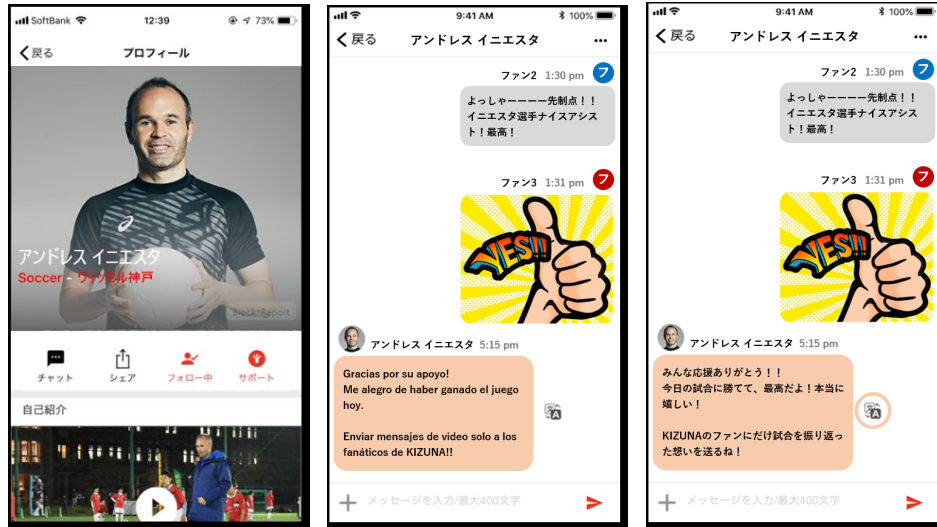 SoftBank 12:39 73%
戻る プロフィール
アンドレス イニエスタ
Soccer - ヴィッセル神戸
Block・Report
チャット シェア フォロー中 サポート
自己紹介
9:41 AM 100%
戻る アンドレス イニエスタ
ファン2 1:30 pm フ
よっしゃーーーー先制点！！
イニエスタ選手ナイスアシス
ト！最高！
ファン3 1:31 pm フ
YES!!
アンドレス イニエスタ 5:15 pm
Gracias por su apoyo!
Me alegro de haber ganado el juego
hoy.
Enviar mensajes de video solo a los
fanáticos de KIZUNA!!
A
メッセージを入力/最大400文字
9:41 AM 100%
戻る アンドレス イニエスタ
ファン2 1:30 pm フ
よっしゃーーーー先制点！！
イニエスタ選手ナイスアシス
ト！最高！
ファン3 1:31 pm フ
YES!!
アンドレス イニエスタ 5:15 pm
みんな応援ありがとう！！
今日の試合に勝てて、最高だよ！本当に
嬉しい！
KIZUNAのファンにだけ試合を振り返っ
た想いを送るね！
A
メッセージを入力/最大400文字